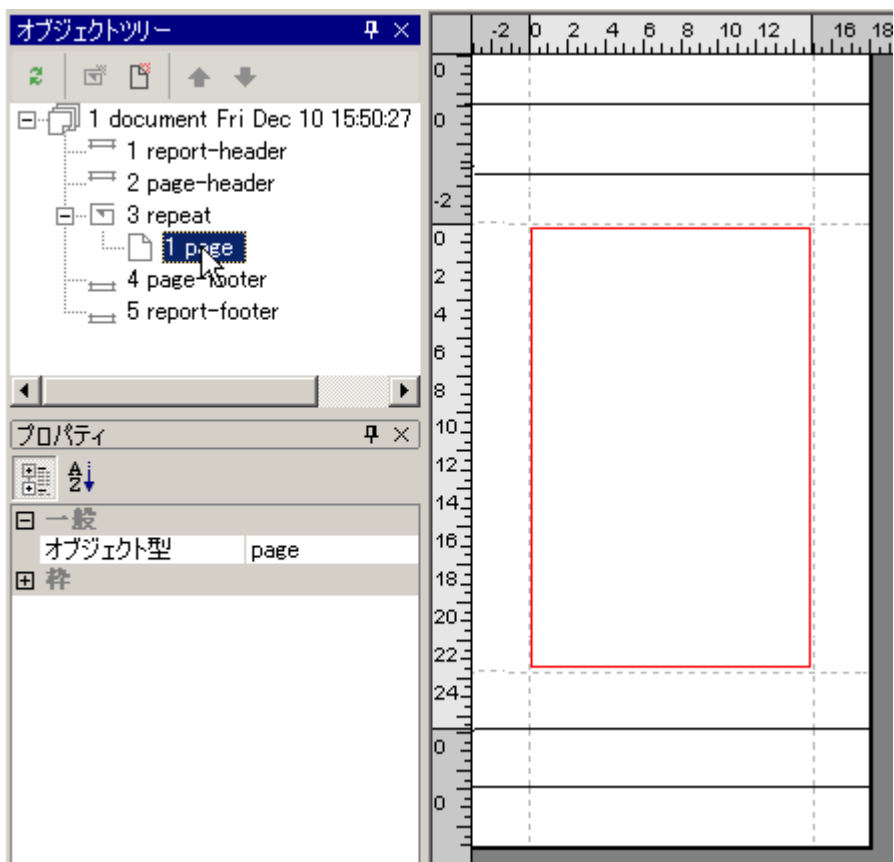 オブジェクトツリー
1 document Fri Dec 10 15:50:27
1 report-header
2 page-header
3 repeat
1 page
4 page-footer
5 report-footer
プロパティ
一般
オブジェクト型 page
枠
-2 0 2 4 6 8 10 12 16 18
0
0
-2
0
2
4
6
8
10
12
14
16
18
20
22
24
0
0